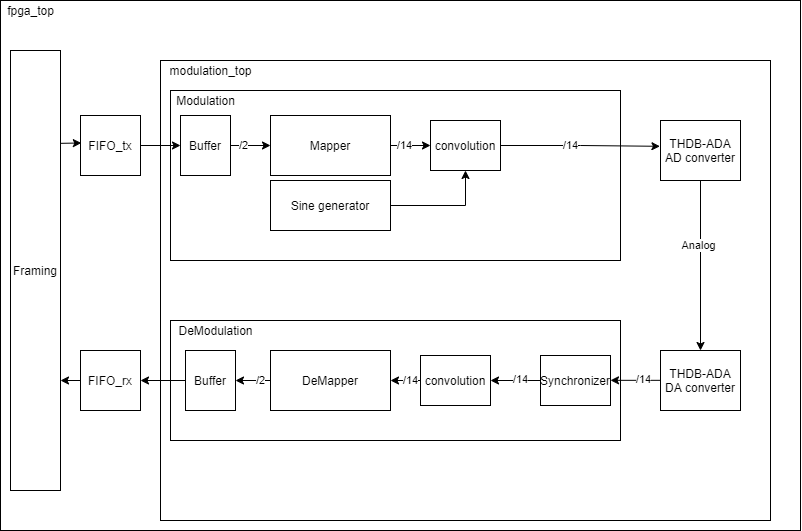 fpga_top
modulation_top
Modulation
FIFO_tx
Buffer
/2
Mapper
/14
convolution
/14
THDB-ADA
AD converter
Sine generator
Analog
Framing
DeModulation
FIFO_rx
Buffer
/2
DeMapper
/14
convolution
/14
Synchronizer
/14
THDB-ADA
DA converter